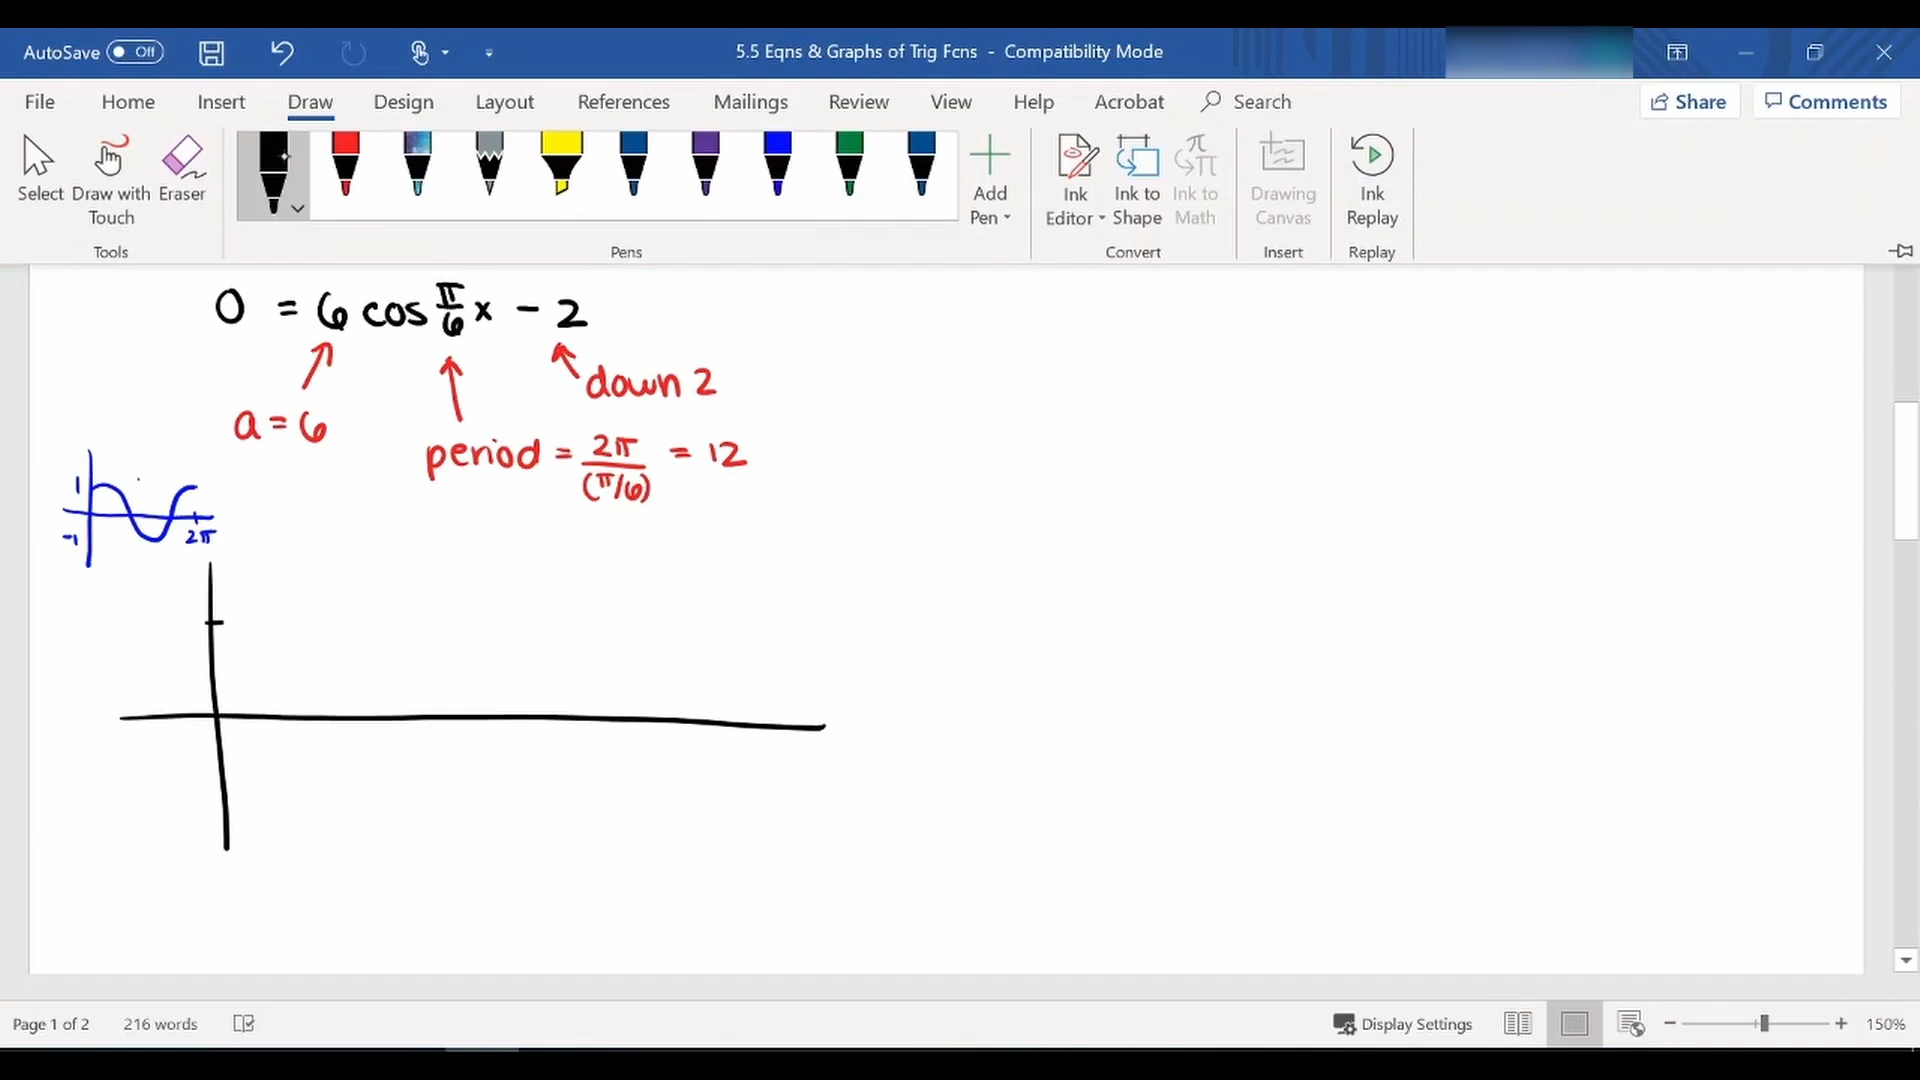 AutoSave Off
5.5 Eqns & Graphs of Trig Fcns - Compatibility Mode
File Home Insert Draw Design Layout References Mailings Review View Help Acrobat Search Share Comments
Select Draw with Touch Eraser
Add Pen
Ink Editor Ink to Shape Ink to Math
Drawing Canvas
Ink Replay
Tools Pens Convert Insert Replay
0 = 6 cos π/6 x - 2
down 2
a = 6
period = 2π/(π/6) = 12
1
-1
2π
Page 1 of 2 216 words Display Settings 150%